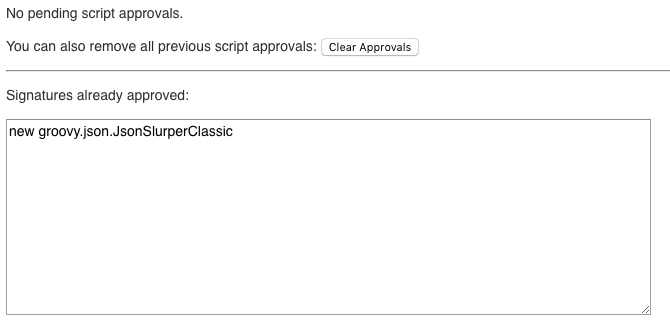 No pending script approvals.
You can also remove all previous script approvals: Clear Approvals
Signatures already approved:
new groovy.json.JsonSlurperClassic